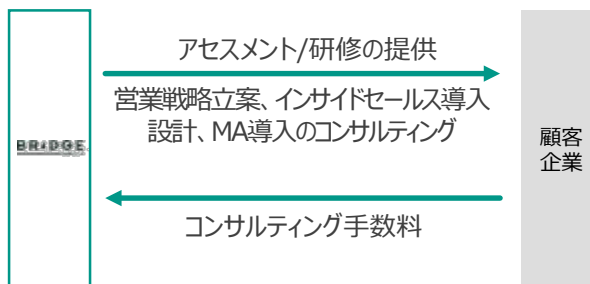 アセスメント/研修の提供
営業戦略立案、インサイドセールス導入
設計、MA導入のコンサルティング
BRIDGE
顧客
企業
コンサルティング手数料